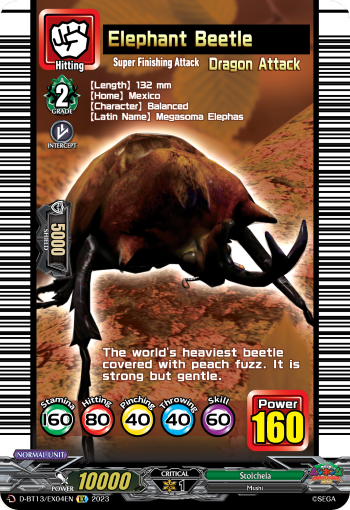 Elephant Beetle
Hitting
Super Finishing Attack Dragon Attack
2
GRADE
【Length】 132 mm
【Home】 Mexico
【Character】 Balanced
【Latin Name】 Megasoma Elephas
INTERCEPT
5000
SHIELD
The world's heaviest beetle
covered with peach fuzz. It is
strong but gentle.
Stamina Hitting Pinching Throwing Skill Power
160 80 40 40 60 160
NORMAL UNIT
POWER 10000 CRITICAL 1 Stoicheia
Mushi
D-BT13/EX04EN EX 2023 ©SEGA